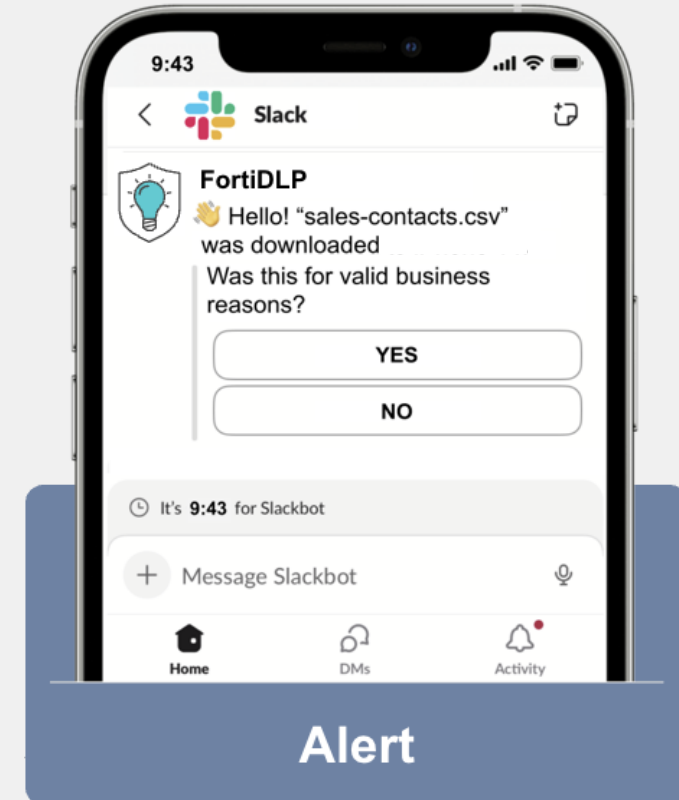 9:43
Slack
FortiDLP
👋 Hello! “sales-contacts.csv”
was downloaded
Was this for valid business
reasons?
YES
NO
It's 9:43 for Slackbot
Message Slackbot
Home DMs Activity
Alert